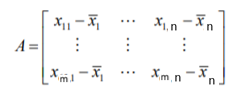 x₁₁ − x̄₁ ⋯ x₁,ₙ − x̄ₙ
A = ⋮ ⋮ ⋮
xₘ,₁ − x̄₁ ⋯ xₘ,ₙ − x̄ₙ